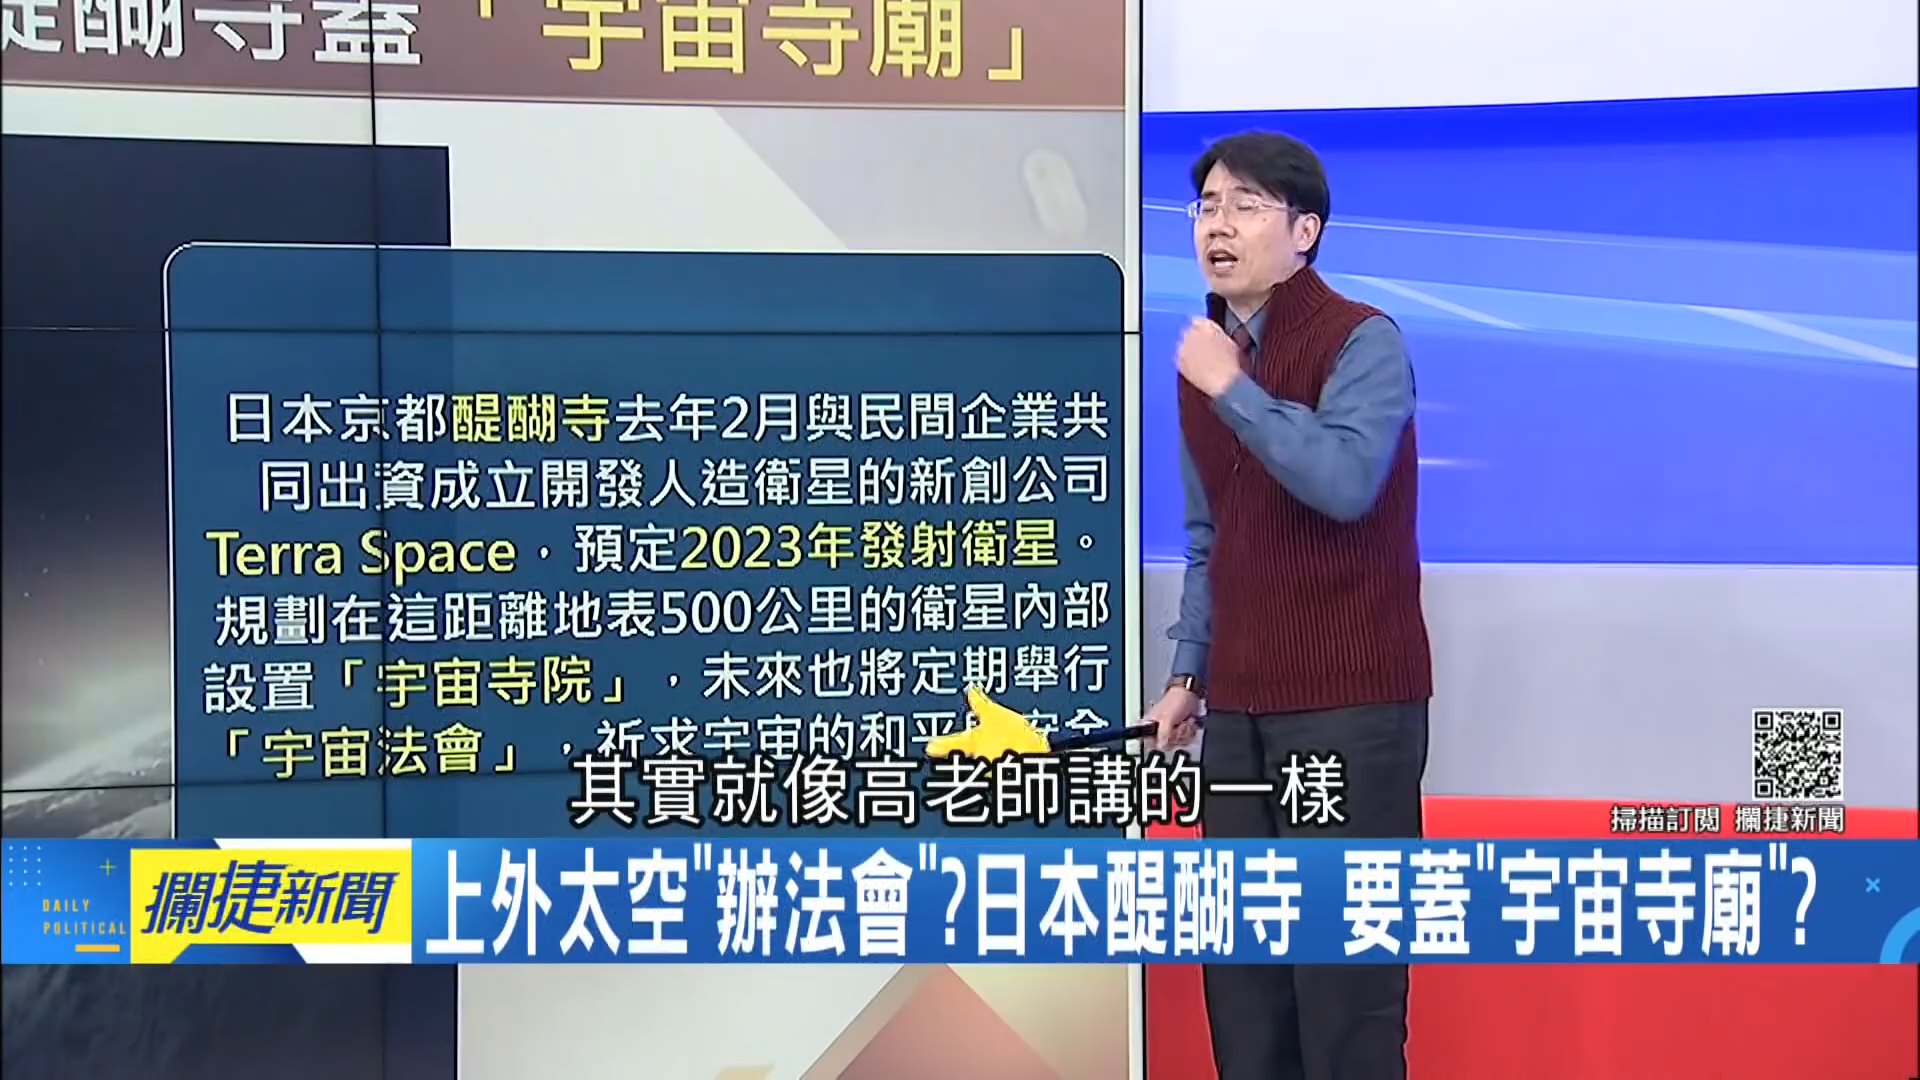 醍醐寺蓋「宇宙寺廟」
日本京都醍醐寺去年2月與民間企業共
同出資成立開發人造衛星的新創公司
Terra Space，預定2023年發射衛星。
規劃在這距離地表500公里的衛星內部
設置「宇宙寺院」，未來也將定期舉行
「宇宙法會」，祈求宇宙的和平與安全
其實就像高老師講的一樣
掃描訂閱 攔捷新聞
DAILY
POLITICAL
攔捷新聞
上外太空"辦法會"?日本醍醐寺 要蓋"宇宙寺廟"?